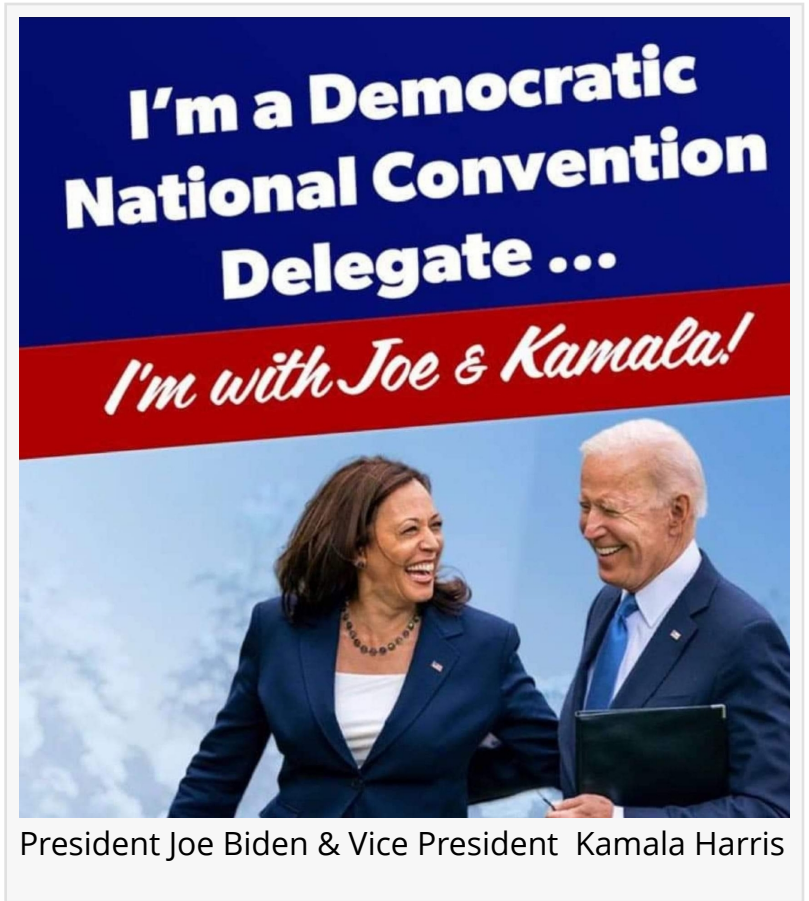 I'm a Democratic
National Convention
Delegate ...
I'm with Joe & Kamala!
President Joe Biden & Vice President Kamala Harris